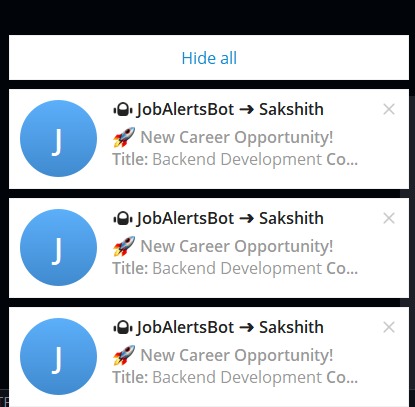 Hide all
JobAlertsBot ➔ Sakshith
🚀 New Career Opportunity!
Title: Backend Development Co...
J
JobAlertsBot ➔ Sakshith
🚀 New Career Opportunity!
Title: Backend Development Co...
J
JobAlertsBot ➔ Sakshith
🚀 New Career Opportunity!
Title: Backend Development Co...
J